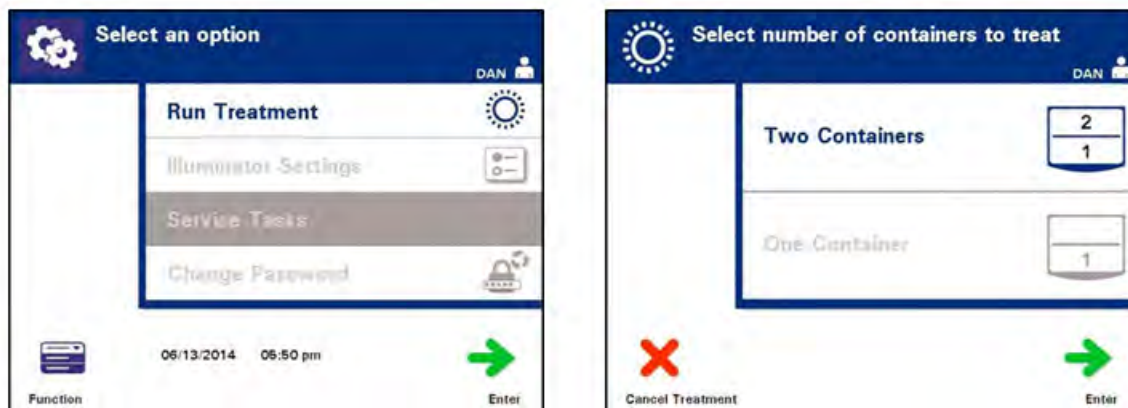 Select an option
DAN
Run Treatment
Illuminator Settings
Service Tasks
Change Password
06/13/2014 05:50 pm
Function
Enter
Select number of containers to treat
DAN
Two Containers
2
1
One Container
1
Cancel Treatment
Enter